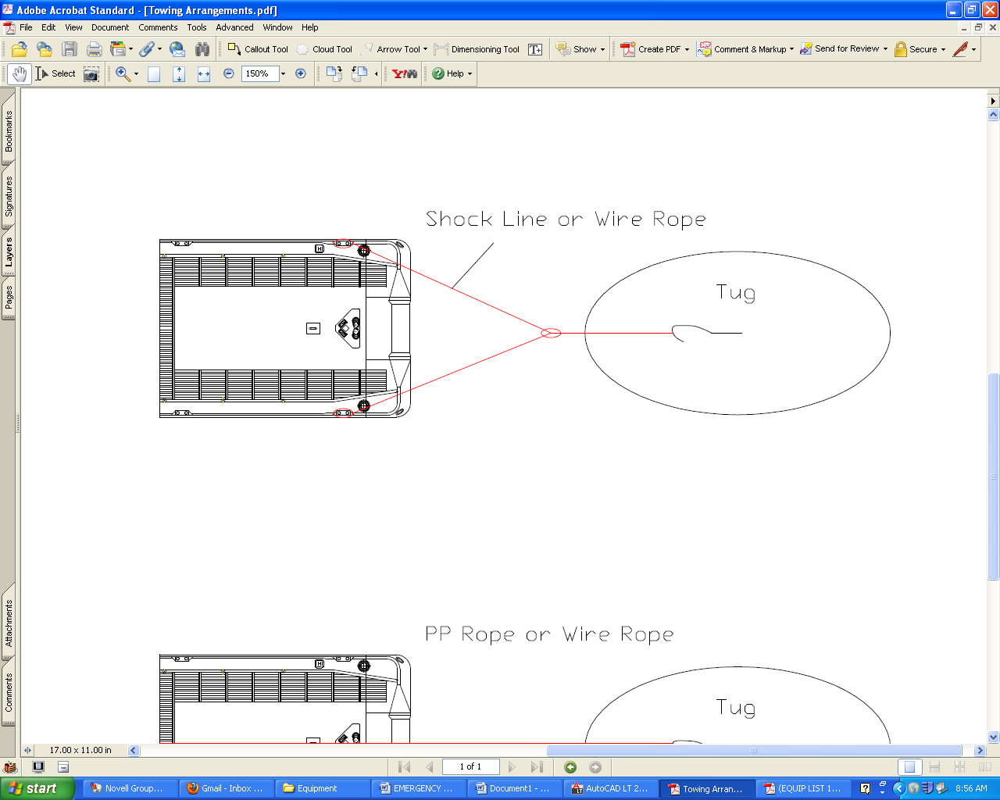 Adobe Acrobat Standard - [Towing Arrangements.pdf]
File Edit View Document Comments Tools Advanced Window Help
Callout Tool Cloud Tool Arrow Tool Dimensioning Tool Show Create PDF Comment & Markup Send for Review Secure
Select 150% Y! Help
Bookmarks
Signatures
Layers
Pages
Attachments
Comments
Shock Line or Wire Rope
Tug
H
PP Rope or Wire Rope
Tug
H
17.00 x 11.00 in
1 of 1
start Novell Group... Gmail - Inbox ... Equipment EMERGENCY ... Document1 - ... AutoCAD LT 2... Towing Arran... (EQUIP LIST 1... 8:56 AM